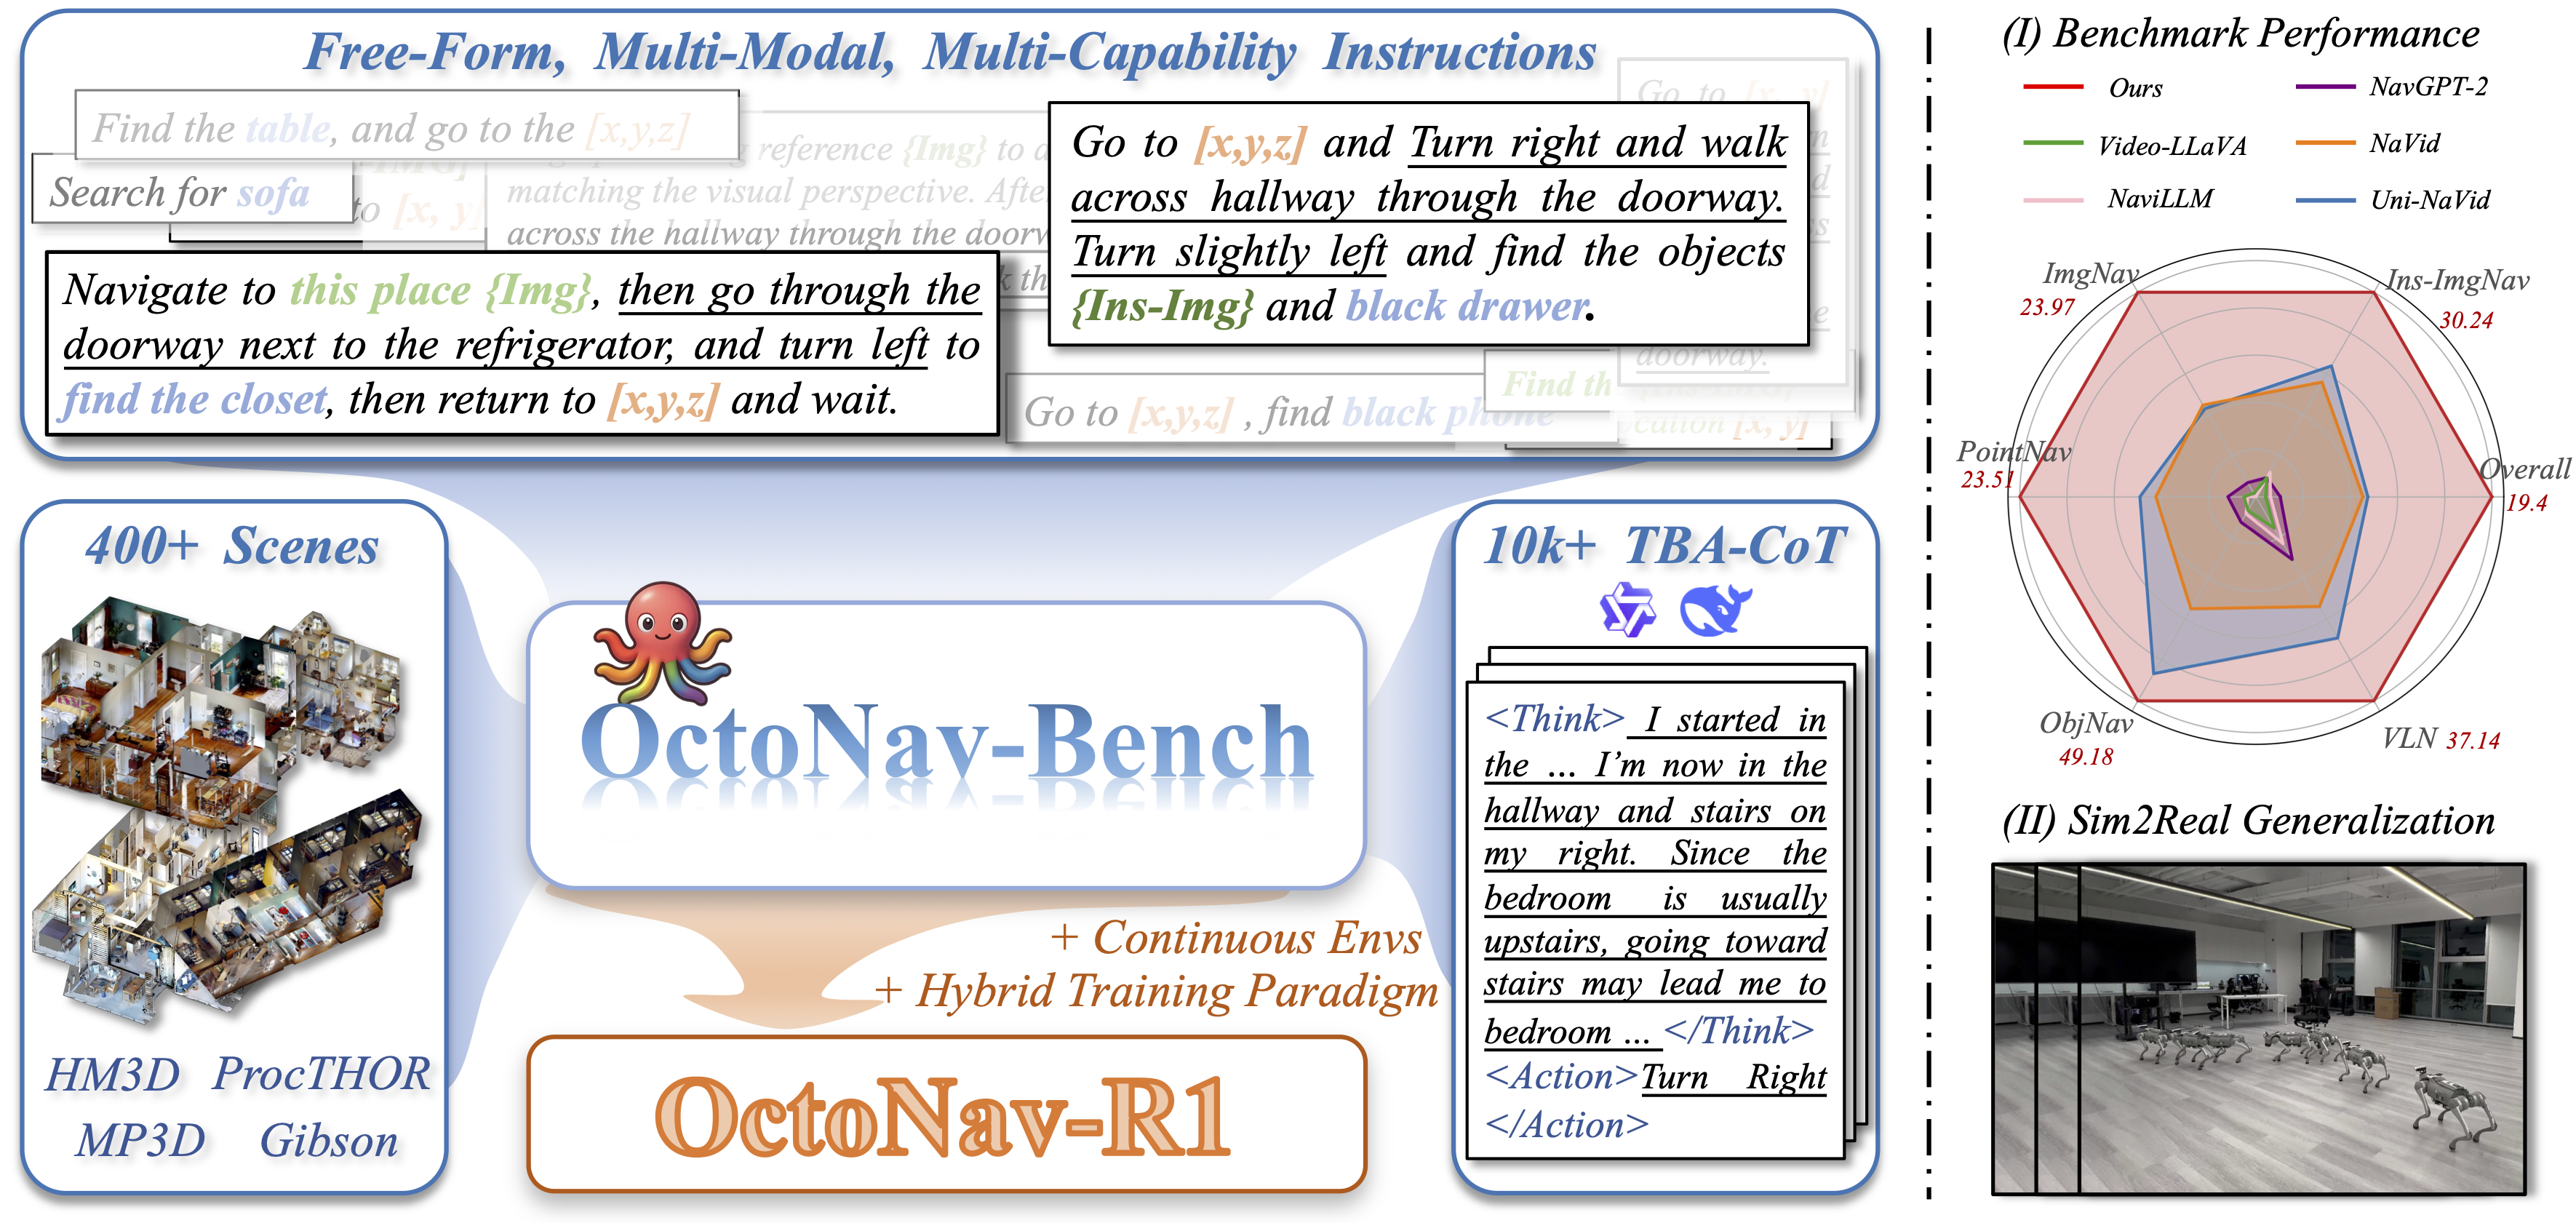 Free-Form, Multi-Modal, Multi-Capability Instructions
Find the table, and go to the [x,y,z]
Search for sofa
to [x, y]
reference {Img} to
matching the visual perspective.
across the hallway through the
Navigate to this place {Img}, then go through the
doorway next to the refrigerator, and turn left to
find the closet, then return to [x,y,z] and wait.
Go to [x, y]
Go to [x,y,z] and Turn right and walk
across hallway through the doorway.
Turn slightly left and find the objects
{Ins-Img} and black drawer.
doorway.
Find
Go to [x,y,z] , find black phone
[x, y]
400+ Scenes
HM3D ProcTHOR
MP3D Gibson
OctoNav-Bench
+ Continuous Envs
+ Hybrid Training Paradigm
OctoNav-R1
10k+ TBA-CoT
<Think> I started in
the ... I'm now in the
hallway and stairs on
my right. Since the
bedroom is usually
upstairs, going toward
stairs may lead me to
bedroom ... </Think>
<Action>Turn Right
</Action>
(I) Benchmark Performance
Ours
NavGPT-2
Video-LLaVA
NaVid
NaviLLM
Uni-NaVid
ImgNav
23.97
Ins-ImgNav
30.24
PointNav
23.51
Overall
19.4
ObjNav
49.18
VLN 37.14
(II) Sim2Real Generalization